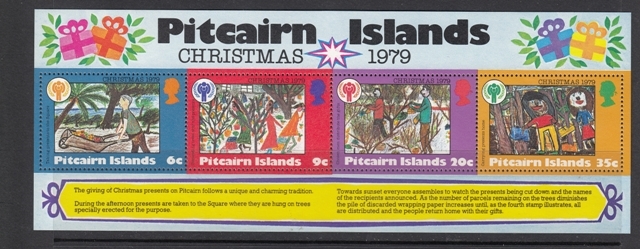 Pitcairn Islands
CHRISTMAS 1979
CHRISTMAS 1979
Pitcairn Islands 6c
CHRISTMAS 1979
Pitcairn Islands 9c
CHRISTMAS 1979
Pitcairn Islands 20c
CHRISTMAS 1979
Pitcairn Islands 35c
The giving of Christmas presents on Pitcairn follows a unique and charming tradition.
During the afternoon presents are taken to the Square where they are hung on trees
specially erected for the purpose.
Towards sunset everyone assembles to watch the presents being cut down and the names
of the recipients announced. As the number of parcels remaining on the trees diminishes
the pile of discarded wrapping paper increases until, as the fourth stamp illustrates, all
are distributed and the people return home with their gifts.